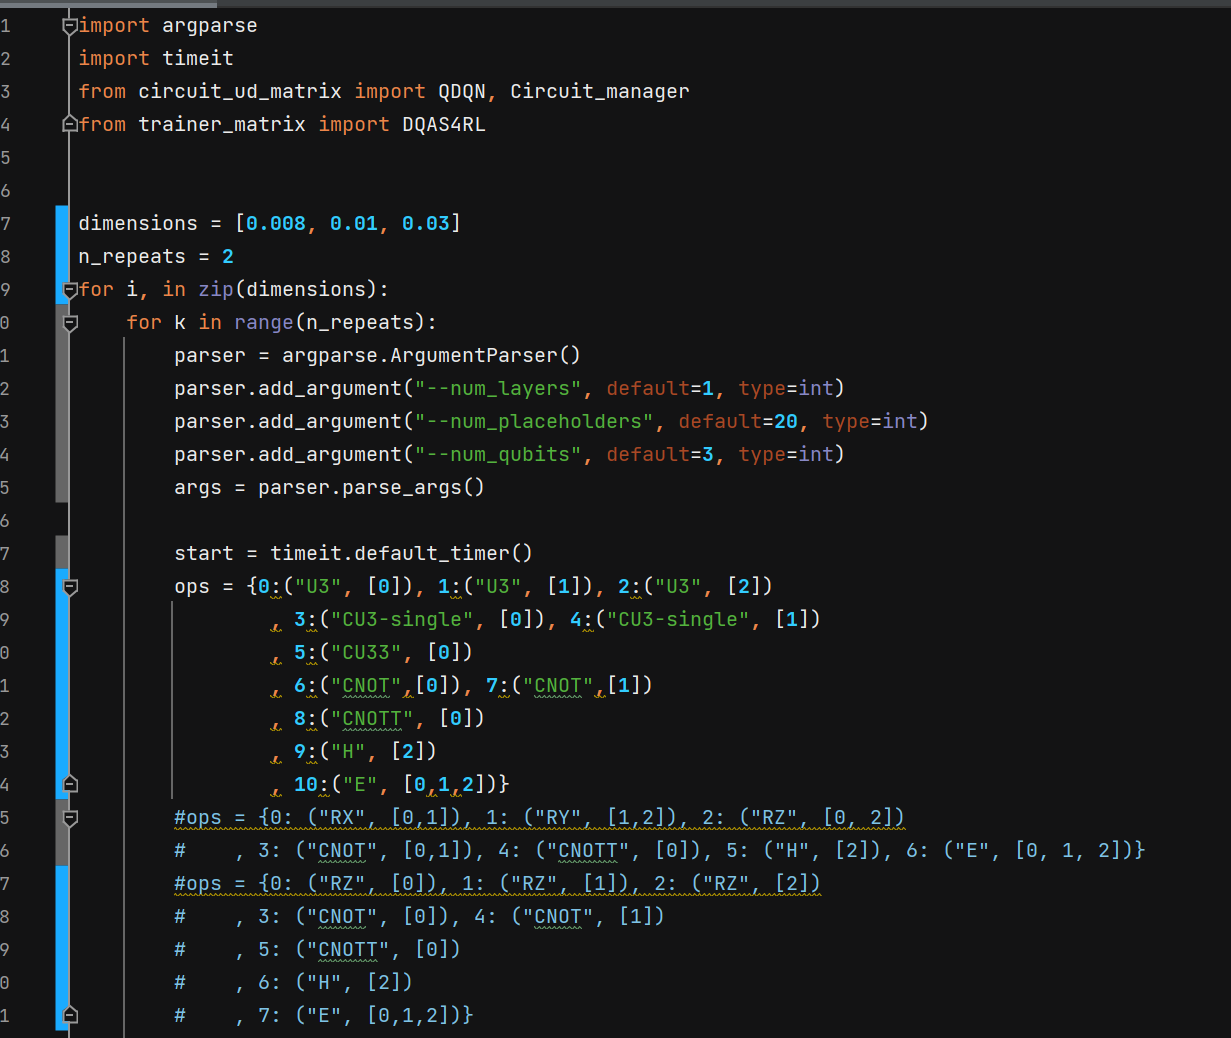 1 import argparse
2 import timeit
3 from circuit_ud_matrix import QDQN, Circuit_manager
4 from trainer_matrix import DQAS4RL
5
6
7 dimensions = [0.008, 0.01, 0.03]
8 n_repeats = 2
9 for i, in zip(dimensions):
0     for k in range(n_repeats):
1         parser = argparse.ArgumentParser()
2         parser.add_argument("--num_layers", default=1, type=int)
3         parser.add_argument("--num_placeholders", default=20, type=int)
4         parser.add_argument("--num_qubits", default=3, type=int)
5         args = parser.parse_args()
6
7         start = timeit.default_timer()
8         ops = {0:("U3", [0]), 1:("U3", [1]), 2:("U3", [2])
9                 , 3:("CU3-single", [0]), 4:("CU3-single", [1])
0                 , 5:("CU33", [0])
1                 , 6:("CNOT",[0]), 7:("CNOT",[1])
2                 , 8:("CNOTT", [0])
3                 , 9:("H", [2])
4                 , 10:("E", [0,1,2])}
5         #ops = {0: ("RX", [0,1]), 1: ("RY", [1,2]), 2: ("RZ", [0, 2])
6         #    , 3: ("CNOT", [0,1]), 4: ("CNOTT", [0]), 5: ("H", [2]), 6: ("E", [0, 1, 2])}
7         #ops = {0: ("RZ", [0]), 1: ("RZ", [1]), 2: ("RZ", [2])
8         #    , 3: ("CNOT", [0]), 4: ("CNOT", [1])
9         #    , 5: ("CNOTT", [0])
0         #    , 6: ("H", [2])
1         #    , 7: ("E", [0,1,2])}